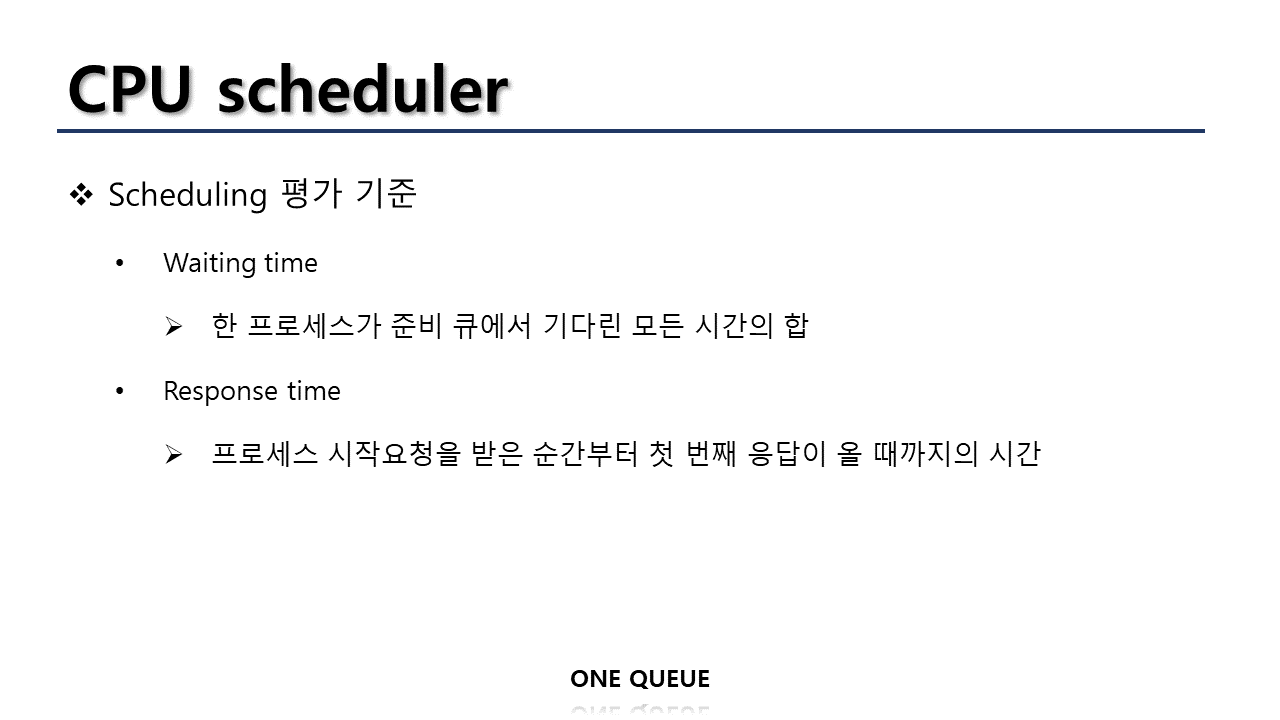 CPU scheduler
❖ Scheduling 평가 기준
• Waiting time
➢ 한 프로세스가 준비 큐에서 기다린 모든 시간의 합
• Response time
➢ 프로세스 시작요청을 받은 순간부터 첫 번째 응답이 올 때까지의 시간
ONE QUEUE